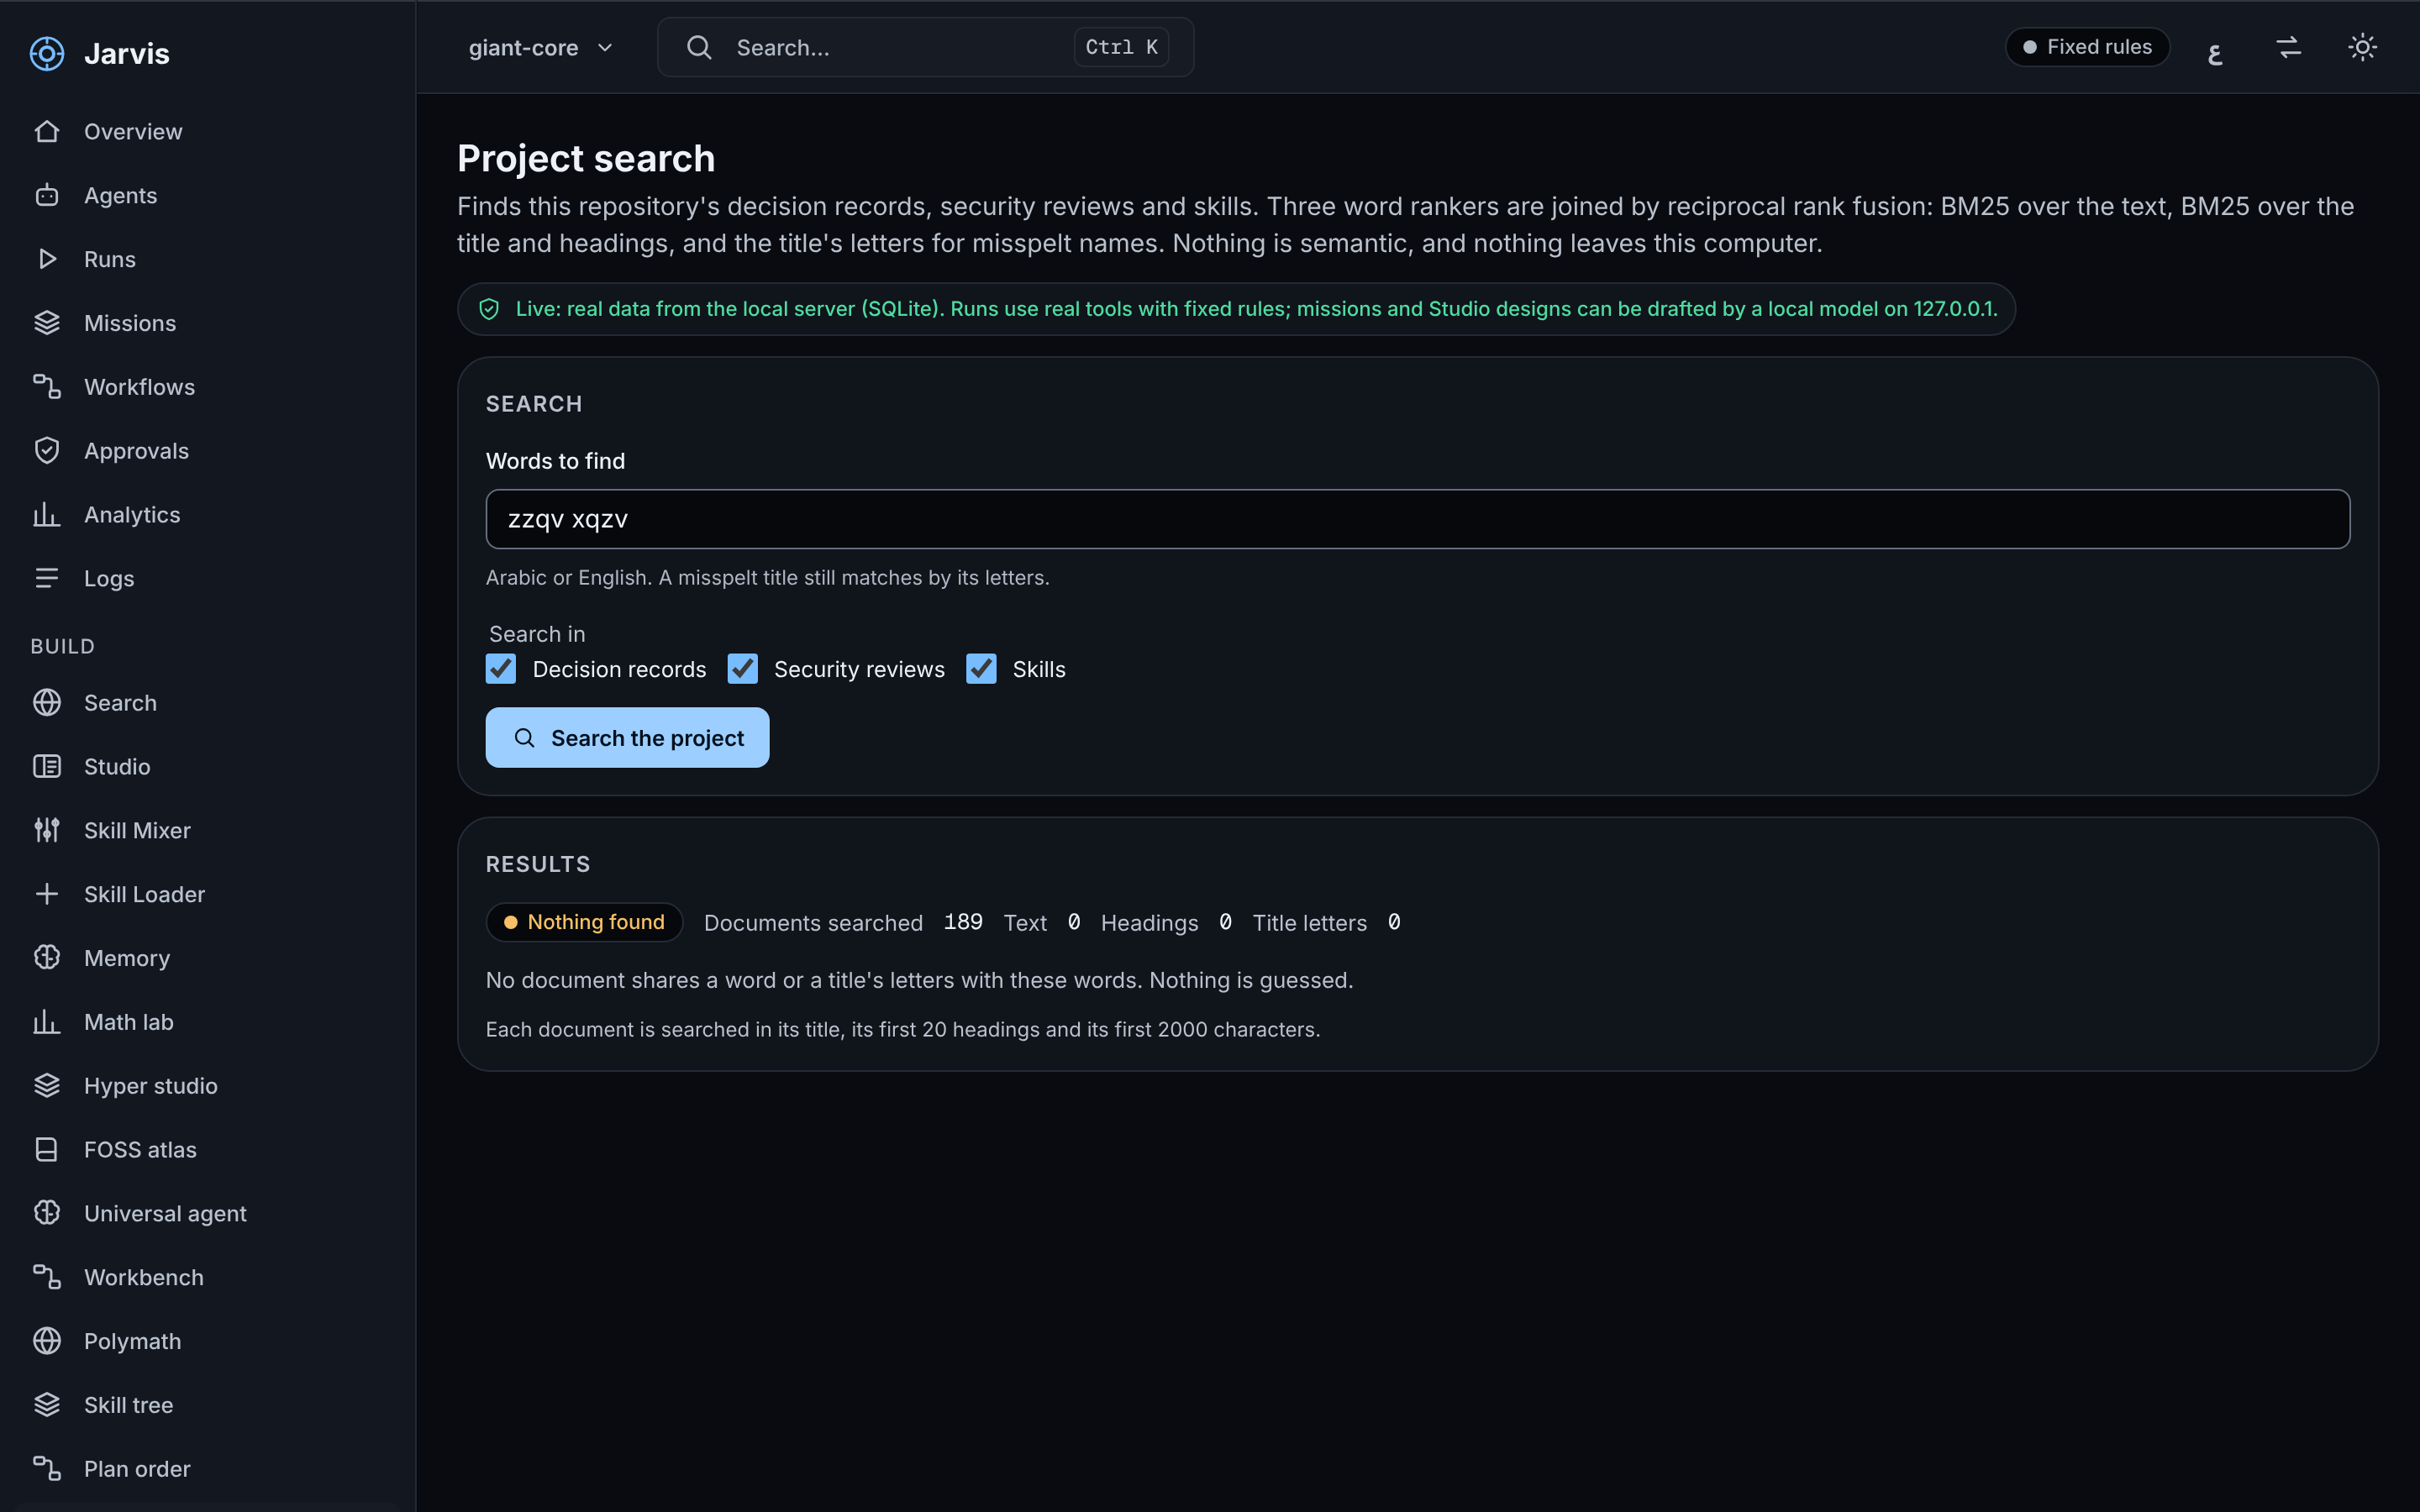 Jarvis
Overview
Agents
Runs
Missions
Workflows
Approvals
Analytics
Logs
BUILD
Search
Studio
Skill Mixer
Skill Loader
Memory
Math lab
Hyper studio
FOSS atlas
Universal agent
Workbench
Polymath
Skill tree
Plan order
giant-core
Search...
Ctrl K
Fixed rules
ع
Project search
Finds this repository's decision records, security reviews and skills. Three word rankers are joined by reciprocal rank fusion: BM25 over the text, BM25 over the
title and headings, and the title's letters for misspelt names. Nothing is semantic, and nothing leaves this computer.
Live: real data from the local server (SQLite). Runs use real tools with fixed rules; missions and Studio designs can be drafted by a local model on 127.0.0.1.
SEARCH
Words to find
zzqv xqzv
Arabic or English. A misspelt title still matches by its letters.
Search in
Decision records Security reviews Skills
Search the project
RESULTS
Nothing found Documents searched 189 Text 0 Headings 0 Title letters 0
No document shares a word or a title's letters with these words. Nothing is guessed.
Each document is searched in its title, its first 20 headings and its first 2000 characters.